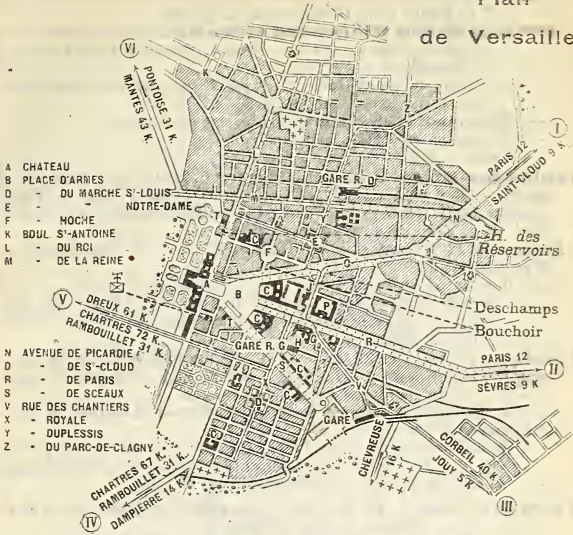 Plan
de Versaille
VI
PONTOISE 31 K.
MANTES 43 K.
K
Z
I
PARIS 12
SAINT-CLOUD 9 K.
A CHATEAU
B PLACE D'ARMES
D - DU MARCHE St-LOUIS
E - - NOTRE-DAME
F - HOCHE
K BOUL. St-ANTOINE
L - DU ROI
M - DE LA REINE
GARE R. D
M
N
Y
T
E
C
F
H. des
Réservoirs
A
B
C
P
V
DREUX 61 K.
CHARTRES 72 K.
RAMBOUILLET 31 K.
T
C
R
Deschamps
Bouchoir
GARE R. G
H
G
PARIS 12
SÈVRES 9 K
II
N AVENUE DE PICARDIE
D - DE St-CLOUD
R - DE PARIS
S - DE SCEAUX
V RUE DES CHANTIERS
X - ROYALE
Y - DUPLESSIS
Z - DU PARC-DE-CLAGNY
S
C
X
D
C
V
GARE
CHEVREUSE
16 K
CORBEIL 40 K
JOUY 5 K
III
CHARTRES 67 K.
RAMBOUILLET 31 K.
DAMPIERRE 14 K
IV